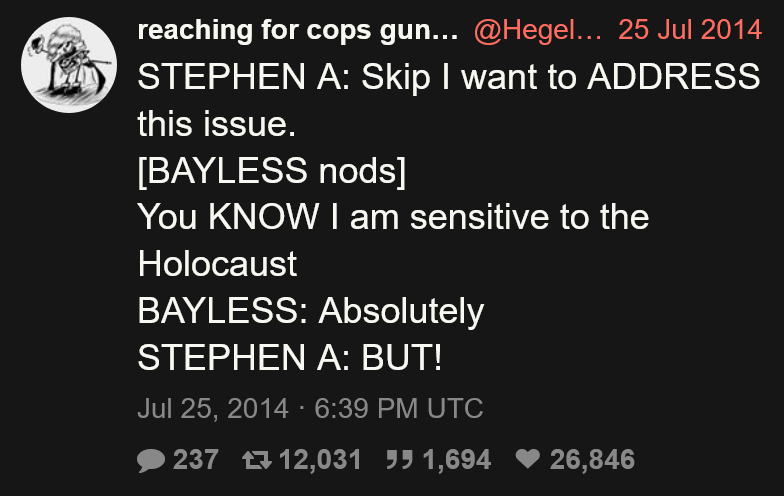 reaching for cops gun... @Hegel... 25 Jul 2014
STEPHEN A: Skip I want to ADDRESS
this issue.
[BAYLESS nods]
You KNOW I am sensitive to the
Holocaust
BAYLESS: Absolutely
STEPHEN A: BUT!
Jul 25, 2014 · 6:39 PM UTC
237 12,031 1,694 26,846